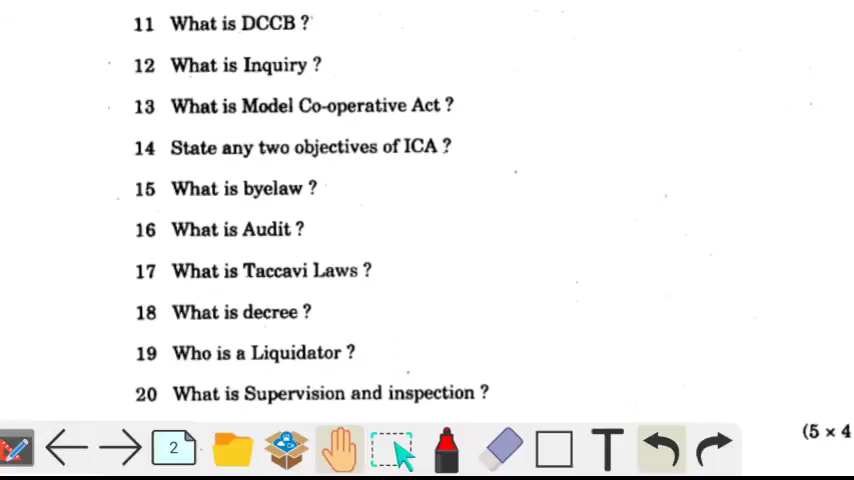 11 What is DCCB ?
12 What is Inquiry ?
13 What is Model Co-operative Act ?
14 State any two objectives of ICA ?
15 What is byelaw ?
16 What is Audit ?
17 What is Taccavi Laws ?
18 What is decree ?
19 Who is a Liquidator ?
20 What is Supervision and inspection ?
(5 × 4
2
T